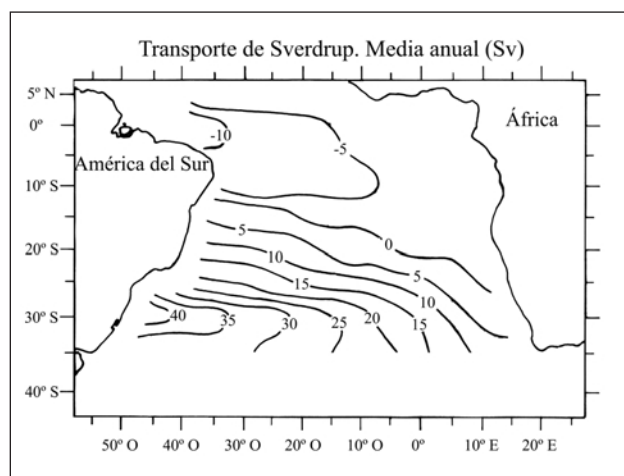 Transporte de Sverdrup. Media anual (Sv)
5º N
0º
10º S
20º S
30º S
40º S
América del Sur
África
-10
-5
0
5
5
10
10
15
15
40
35
30
25
20
50º O
40º O
30º O
20º O
10º O
0º
10º E
20º E